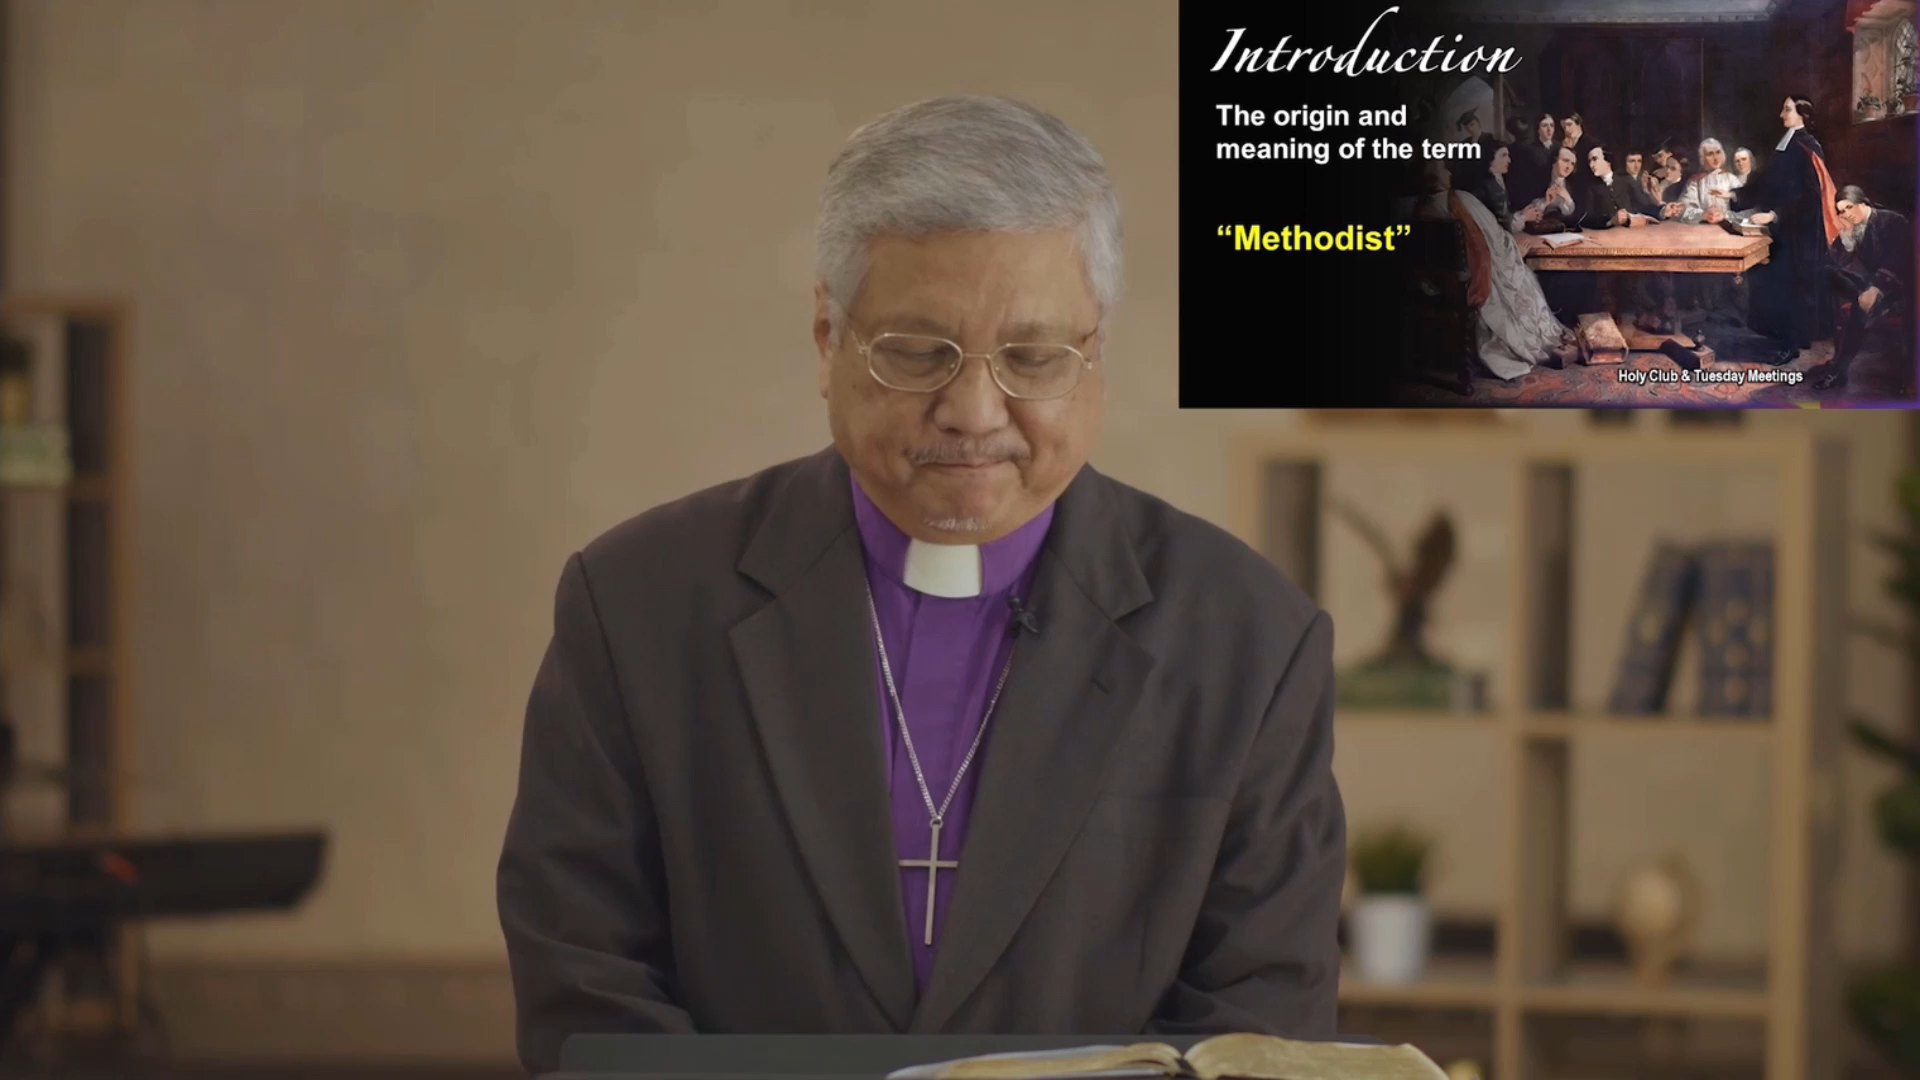 Introduction
The origin and
meaning of the term
“Methodist”
Holy Club & Tuesday Meetings